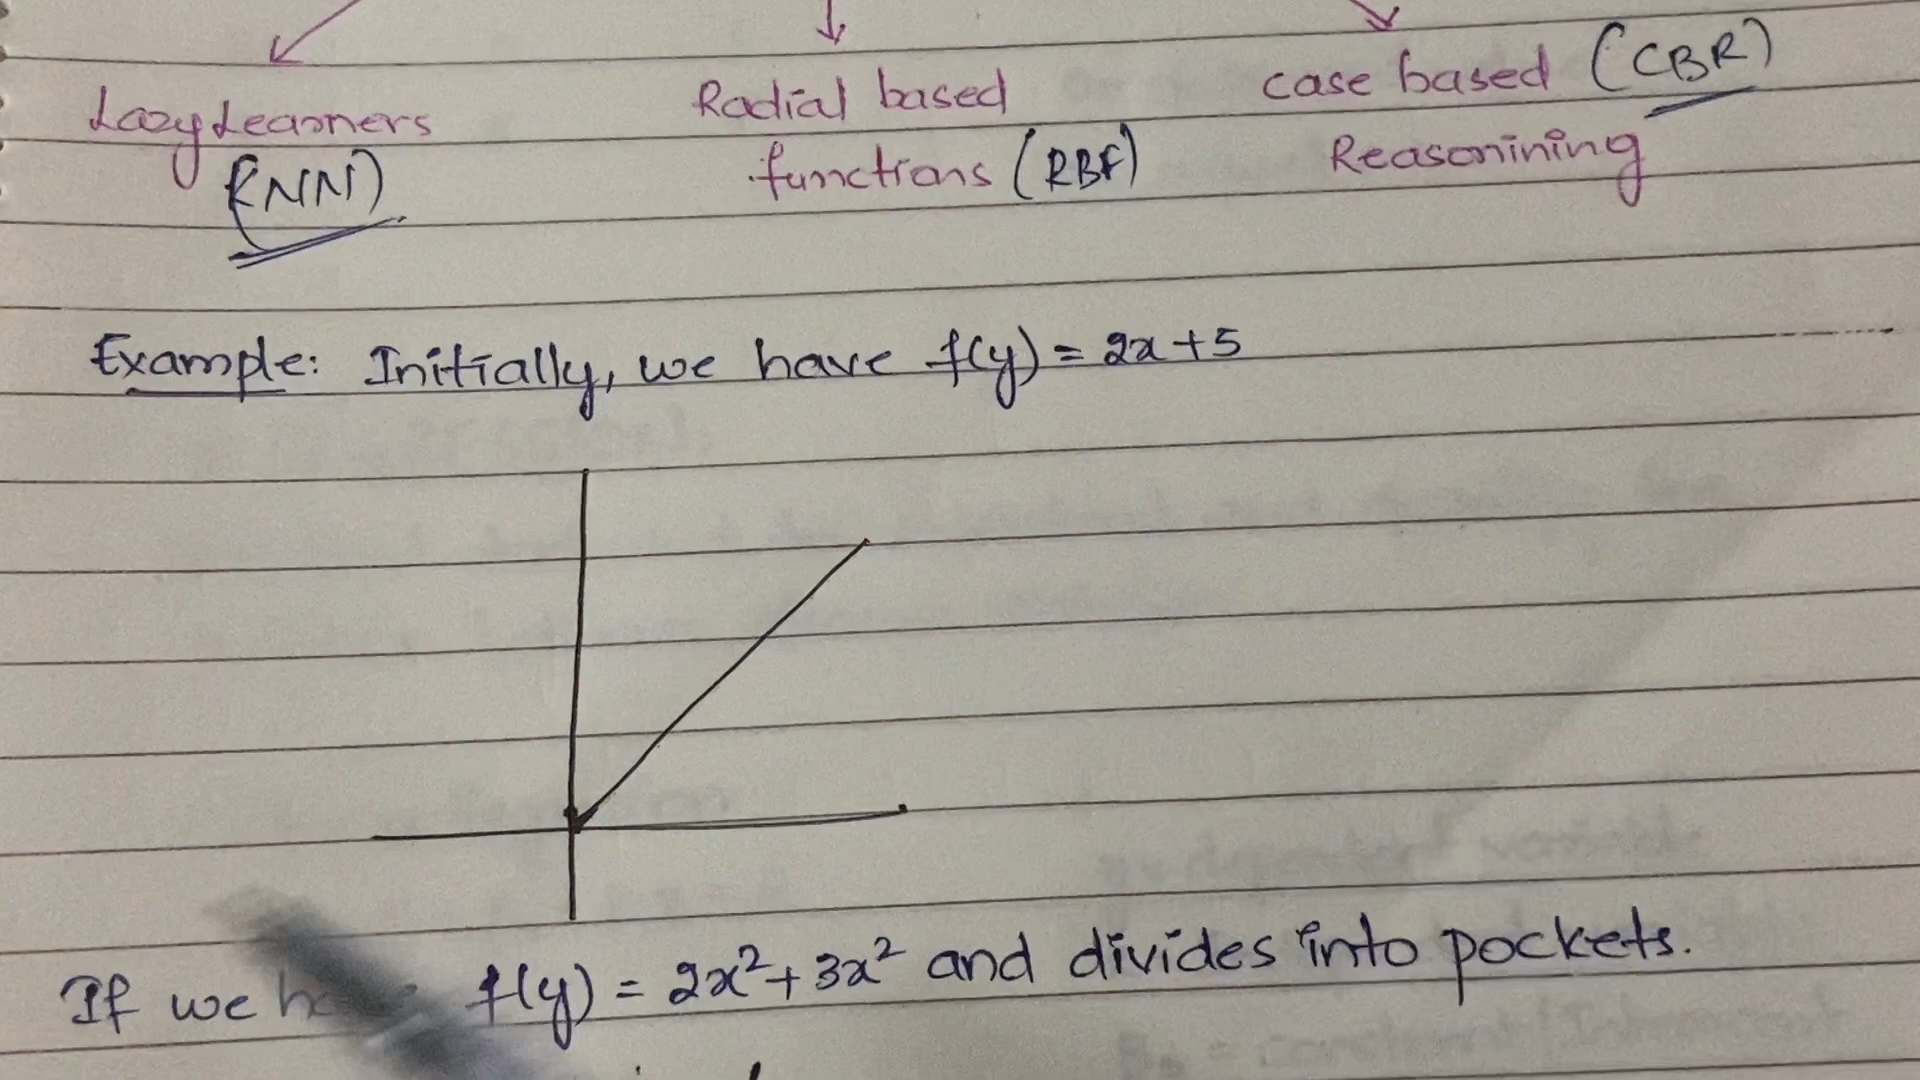 Lazy Learners
(KNN)
Radial based
functions (RBF)
case based (CBR)
Reasonining
Example: Initially, we have f(y) = 2x+5
If we f(y) = 2x²+3x² and divides into pockets.